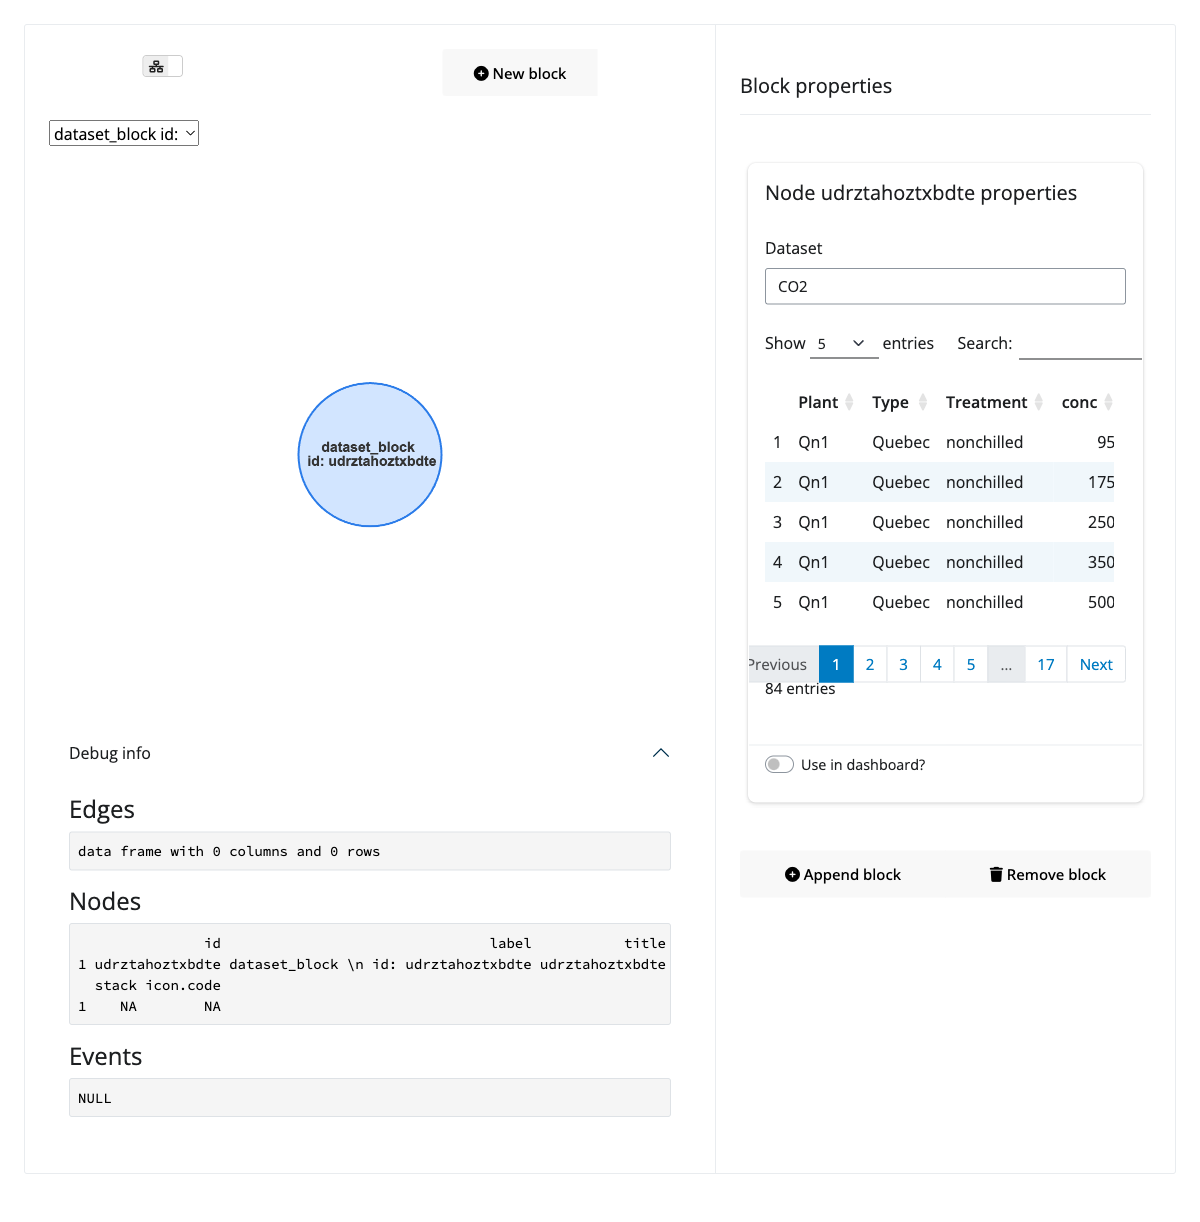 New block
dataset_block id:
dataset_block
id: udrztahoztxbdte
Debug info
Edges
data frame with 0 columns and 0 rows
Nodes
id label title
1 udrztahoztxbdte dataset_block \n id: udrztahoztxbdte udrztahoztxbdte
stack icon.code
1 NA NA
Events
NULL
Block properties
Node udrztahoztxbdte properties
Dataset
CO2
Show 5 entries Search:
Plant Type Treatment conc
1 Qn1 Quebec nonchilled 95
2 Qn1 Quebec nonchilled 175
3 Qn1 Quebec nonchilled 250
4 Qn1 Quebec nonchilled 350
5 Qn1 Quebec nonchilled 500
Previous 1 2 3 4 5 ... 17 Next
84 entries
Use in dashboard?
Append block Remove block